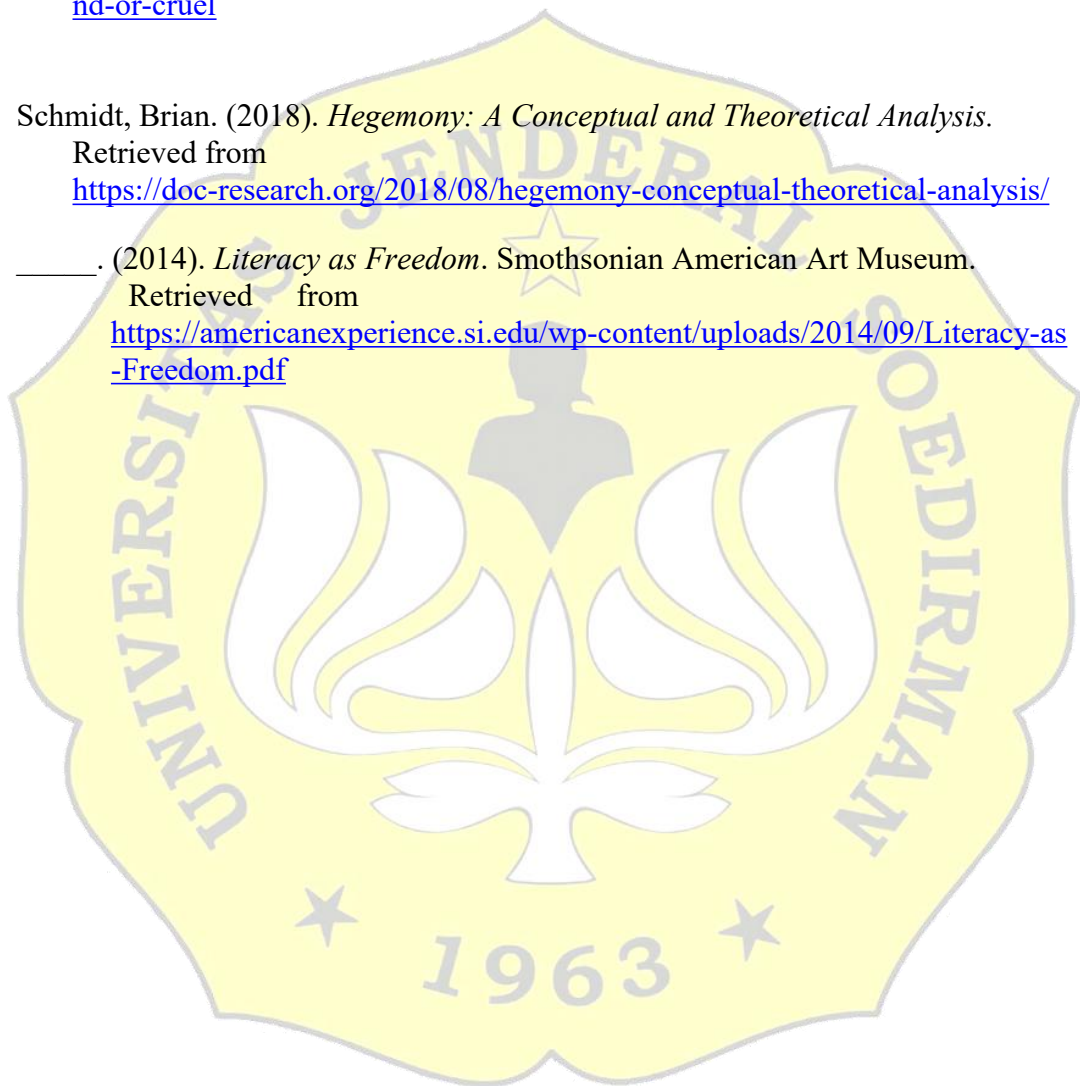 nd-or-cruel
Schmidt, Brian. (2018). Hegemony: A Conceptual and Theoretical Analysis.
Retrieved from
https://doc-research.org/2018/08/hegemony-conceptual-theoretical-analysis/
_____. (2014). Literacy as Freedom. Smothsonian American Art Museum.
Retrieved from
https://americanexperience.si.edu/wp-content/uploads/2014/09/Literacy-as
-Freedom.pdf
UNIVERSITAS JENDERAL SOEDIRMAN
1963